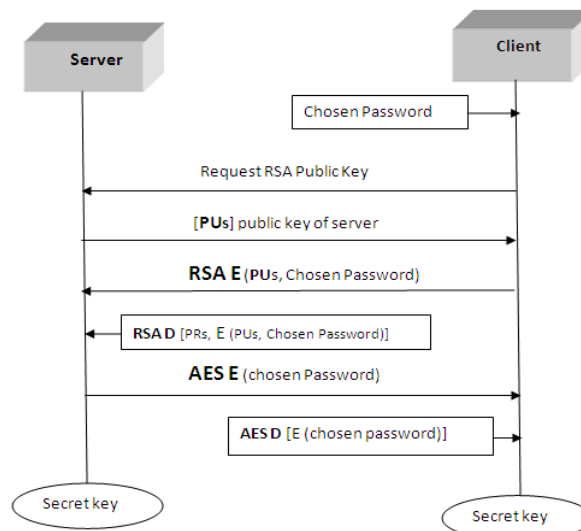 Server
Client
Chosen Password
Request RSA Public Key
[PUs] public key of server
RSA E (PUs, Chosen Password)
RSA D [PRs, E (PUs, Chosen Password)]
AES E (chosen Password)
AES D [E (chosen password)]
Secret key
Secret key